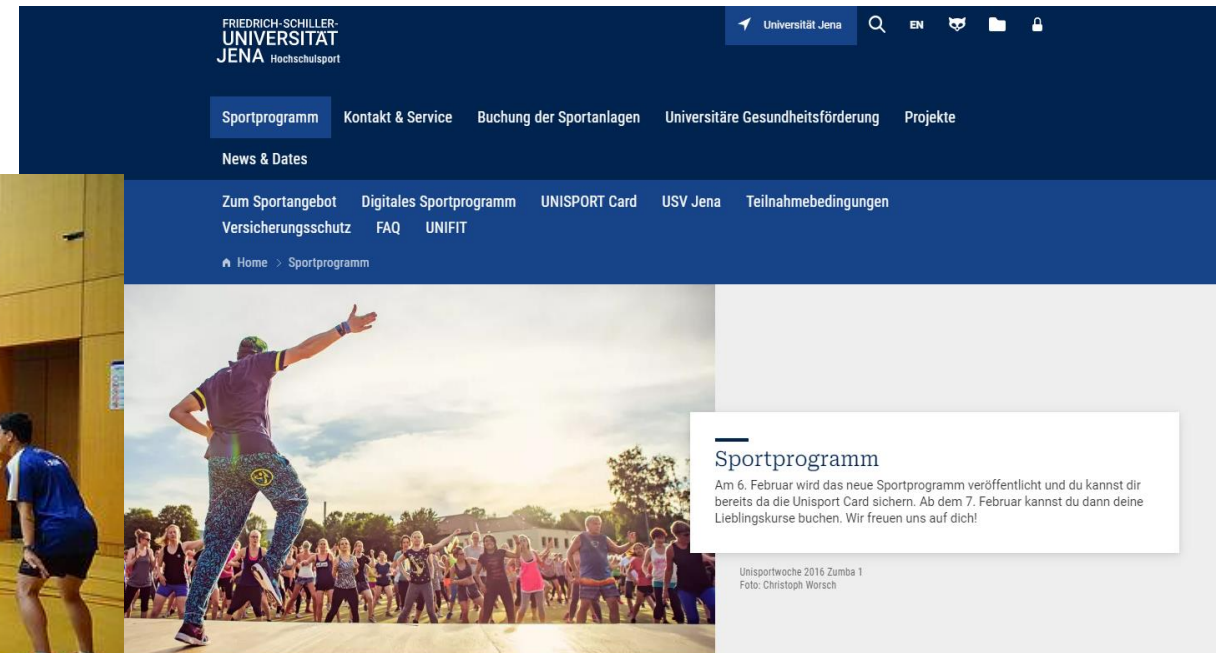 FRIEDRICH-SCHILLER-
UNIVERSITÄT
JENA Hochschulsport
Universität Jena
EN
Sportprogramm Kontakt & Service Buchung der Sportanlagen Universitäre Gesundheitsförderung Projekte
News & Dates
Zum Sportangebot Digitales Sportprogramm UNISPORT Card USV Jena Teilnahmebedingungen
Versicherungsschutz FAQ UNIFIT
Home > Sportprogramm
Sportprogramm
Am 6. Februar wird das neue Sportprogramm veröffentlicht und du kannst dir
bereits da die Unisport Card sichern. Ab dem 7. Februar kannst du dann deine
Lieblingskurse buchen. Wir freuen uns auf dich!
Unisportwoche 2016 Zumba 1
Foto: Christoph Worsch